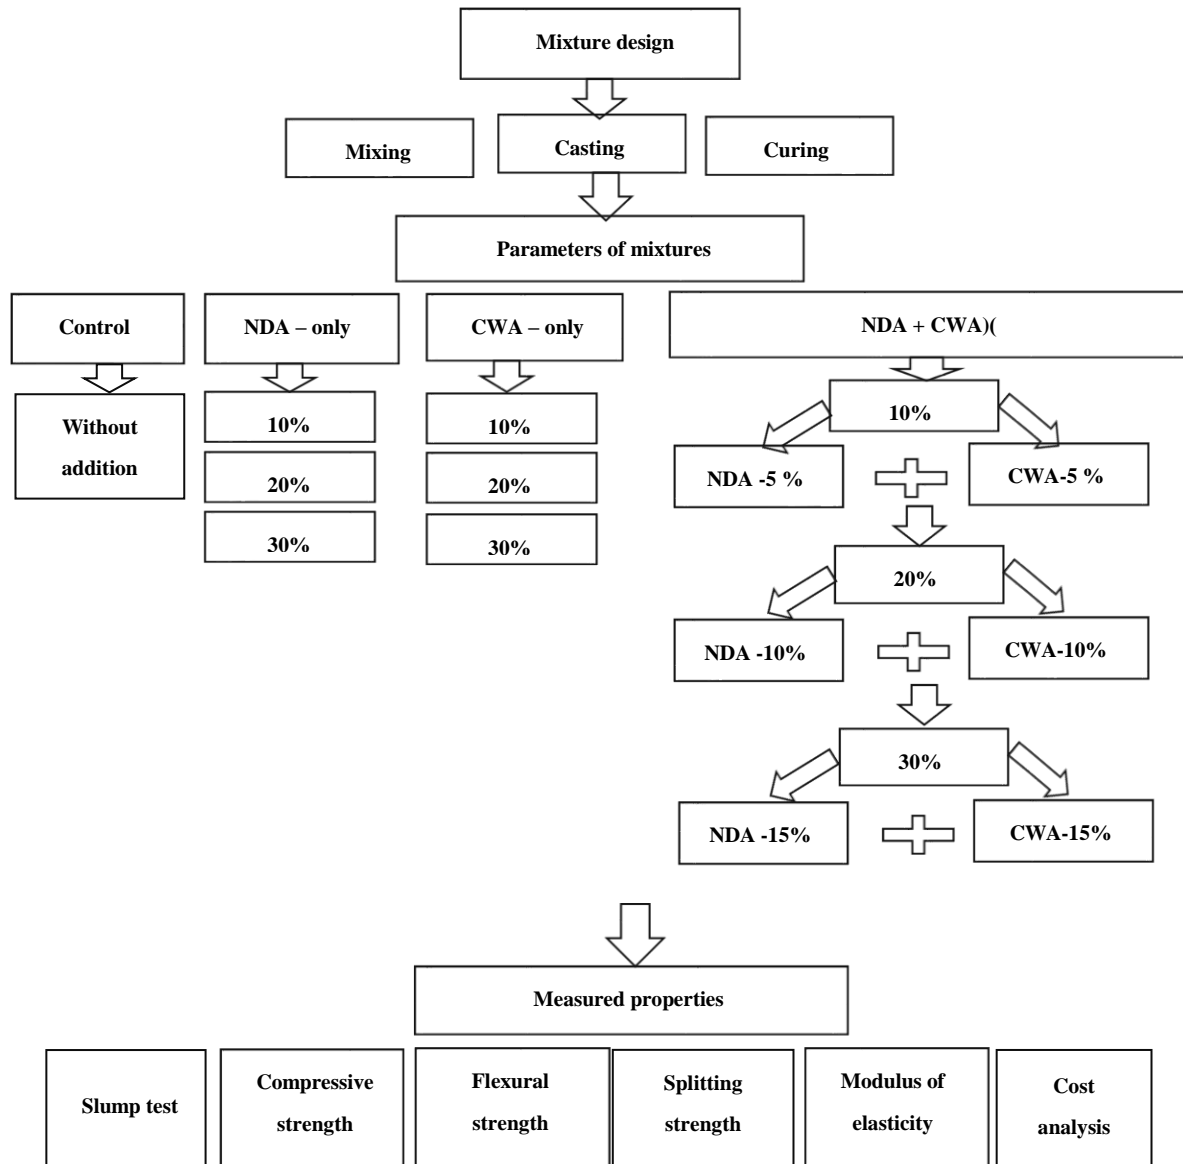 Mixture design
Mixing
Casting
Curing
Parameters of mixtures
Control
NDA – only
CWA – only
NDA + CWA)(
Without
addition
10%
20%
30%
10%
20%
30%
10%
NDA -5 %
CWA-5 %
20%
NDA -10%
CWA-10%
30%
NDA -15%
CWA-15%
Measured properties
Slump test
Compressive
strength
Flexural
strength
Splitting
strength
Modulus of
elasticity
Cost
analysis